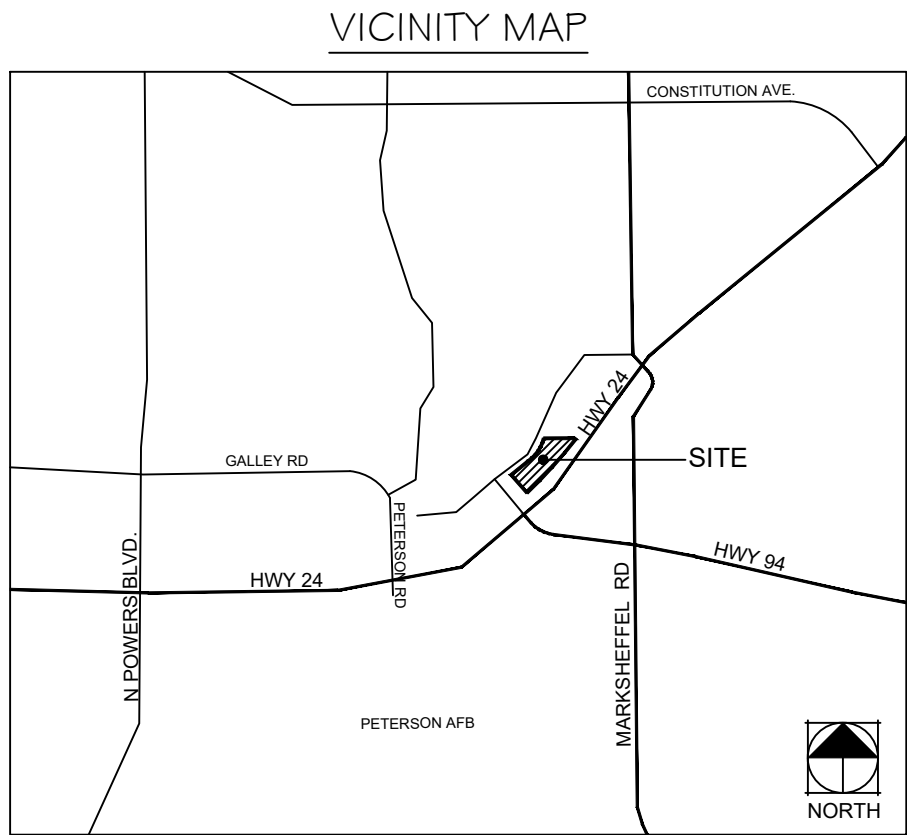 VICINITY MAP
CONSTITUTION AVE.
HWY 24
GALLEY RD
SITE
PETERSON RD
N POWERS BLVD.
HWY 24
HWY 94
MARKSHEFFEL RD
PETERSON AFB
NORTH